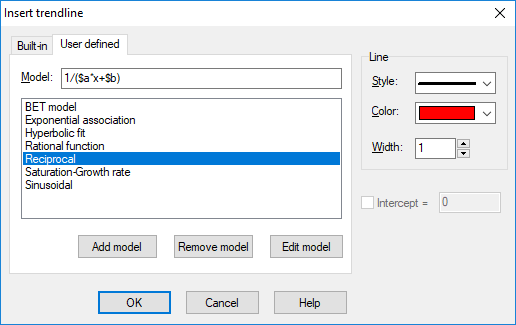 Insert trendline
Built-in
User defined
Model:
1/($a*x+$b)
BET model
Exponential association
Hyperbolic fit
Rational function
Reciprocal
Saturation-Growth rate
Sinusoidal
Add model
Remove model
Edit model
Line
Style:
Color:
Width:
1
Intercept =
0
OK
Cancel
Help